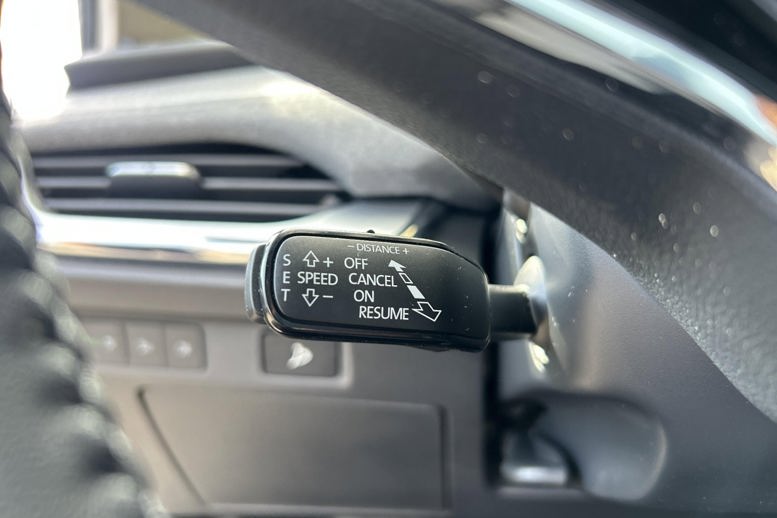 - DISTANCE +
S + OFF
E SPEED CANCEL
T - ON
RESUME